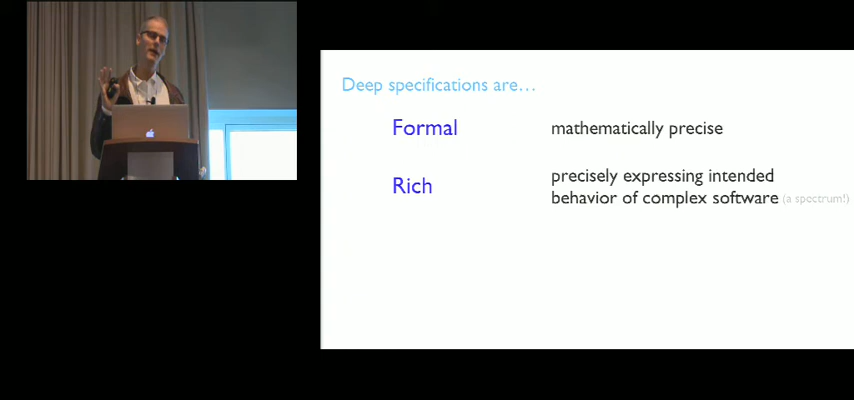 Deep specifications are…
Formal mathematically precise
Rich precisely expressing intended
behavior of complex software (a spectrum!)